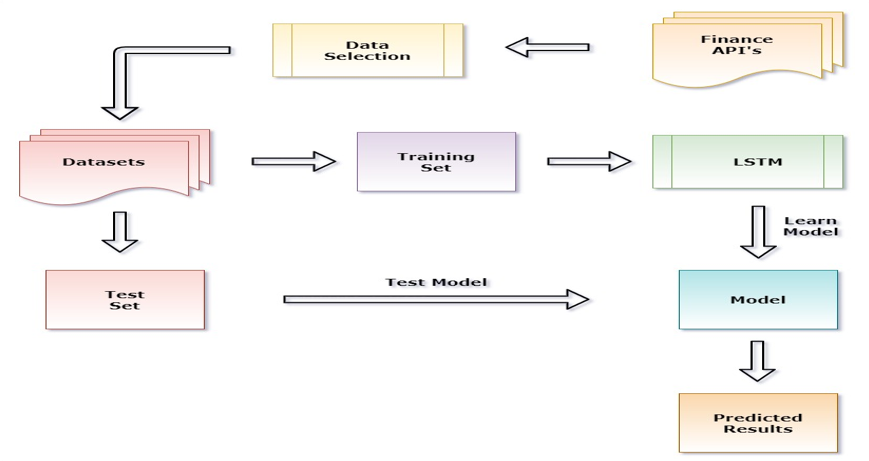 Data
Selection
Finance
API's
Datasets
Training
Set
LSTM
Learn
Model
Test
Set
Test Model
Model
Predicted
Results